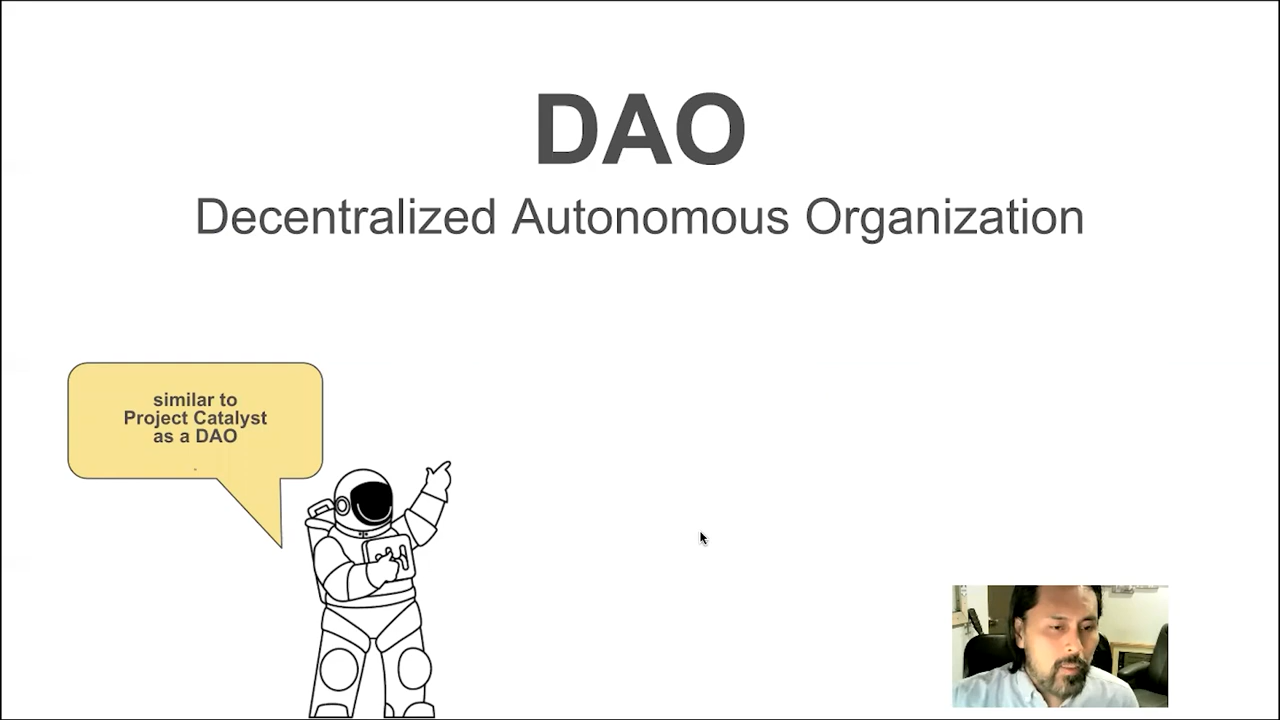 DAO
Decentralized Autonomous Organization
similar to
Project Catalyst
as a DAO